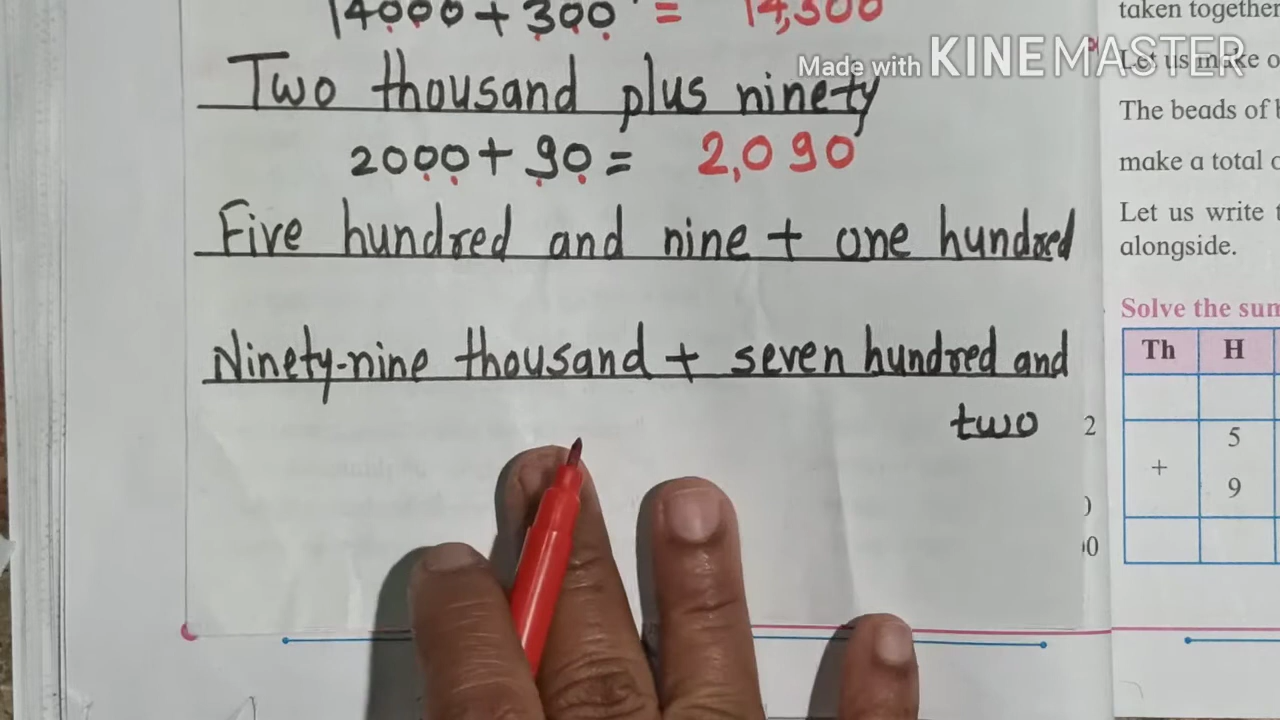 14000 + 300 = 14,300
Two thousand plus ninety
2000 + 90 = 2,090
Five hundred and nine + one hundred
Ninety-nine thousand + seven hundred and
two
Made with KINEMASTER
taken together
Let us make o
The beads of
make a total
Let us write
alongside.
Solve the sum
Th H
2
5
+
9
)
00